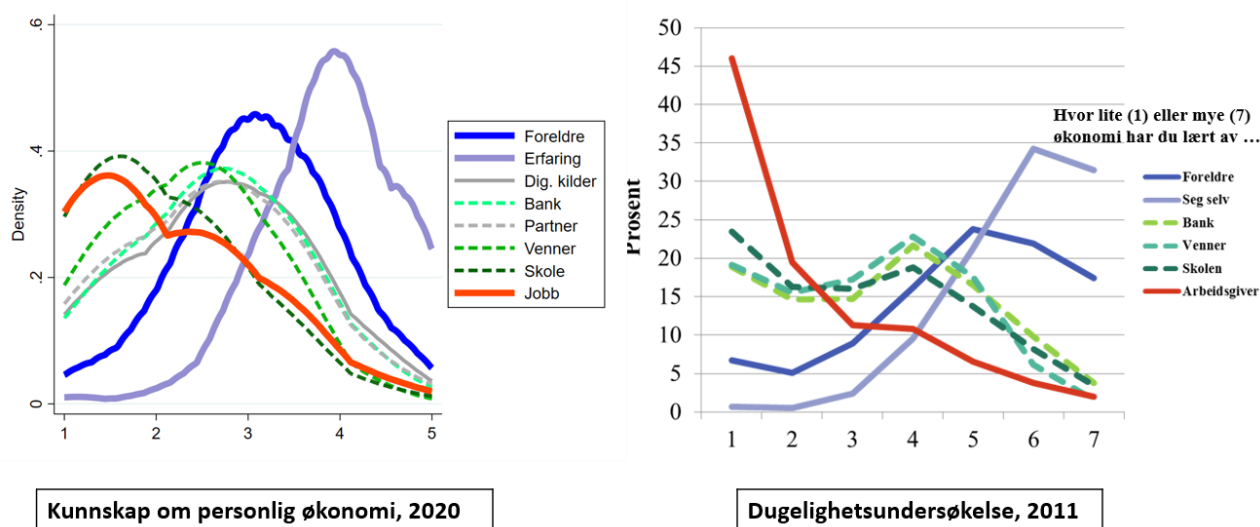 .6
.4
.2
0
Density
1 2 3 4 5
Foreldre
Erfaring
Dig. kilder
Bank
Partner
Venner
Skole
Jobb
Kunnskap om personlig økonomi, 2020
50
45
40
35
30
25
20
15
10
5
0
Prosent
1 2 3 4 5 6 7
Hvor lite (1) eller mye (7)
økonomi har du lært av ...
Foreldre
Seg selv
Bank
Venner
Skolen
Arbeidsgiver
Dugelighetsundersøkelse, 2011